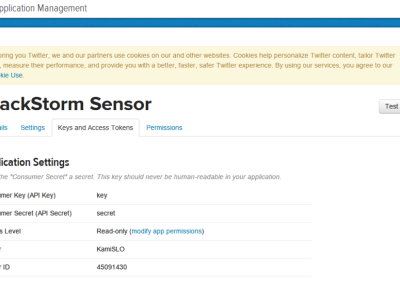 pplication Management
oring you Twitter, we and our partners use cookies on our and other websites. Cookies help personalize Twitter content, tailor Twitter
, measure their performance, and provide you with a better, faster, safer Twitter experience. By using our services, you agree to our
kie Use.
ackStorm Sensor
Test
ils Settings Keys and Access Tokens Permissions
lication Settings
the "Consumer Secret" a secret. This key should never be human-readable in your application.
umer Key (API Key) key
umer Secret (API Secret) secret
s Level Read-only (modify app permissions)
r KamiSLO
r ID 45091430